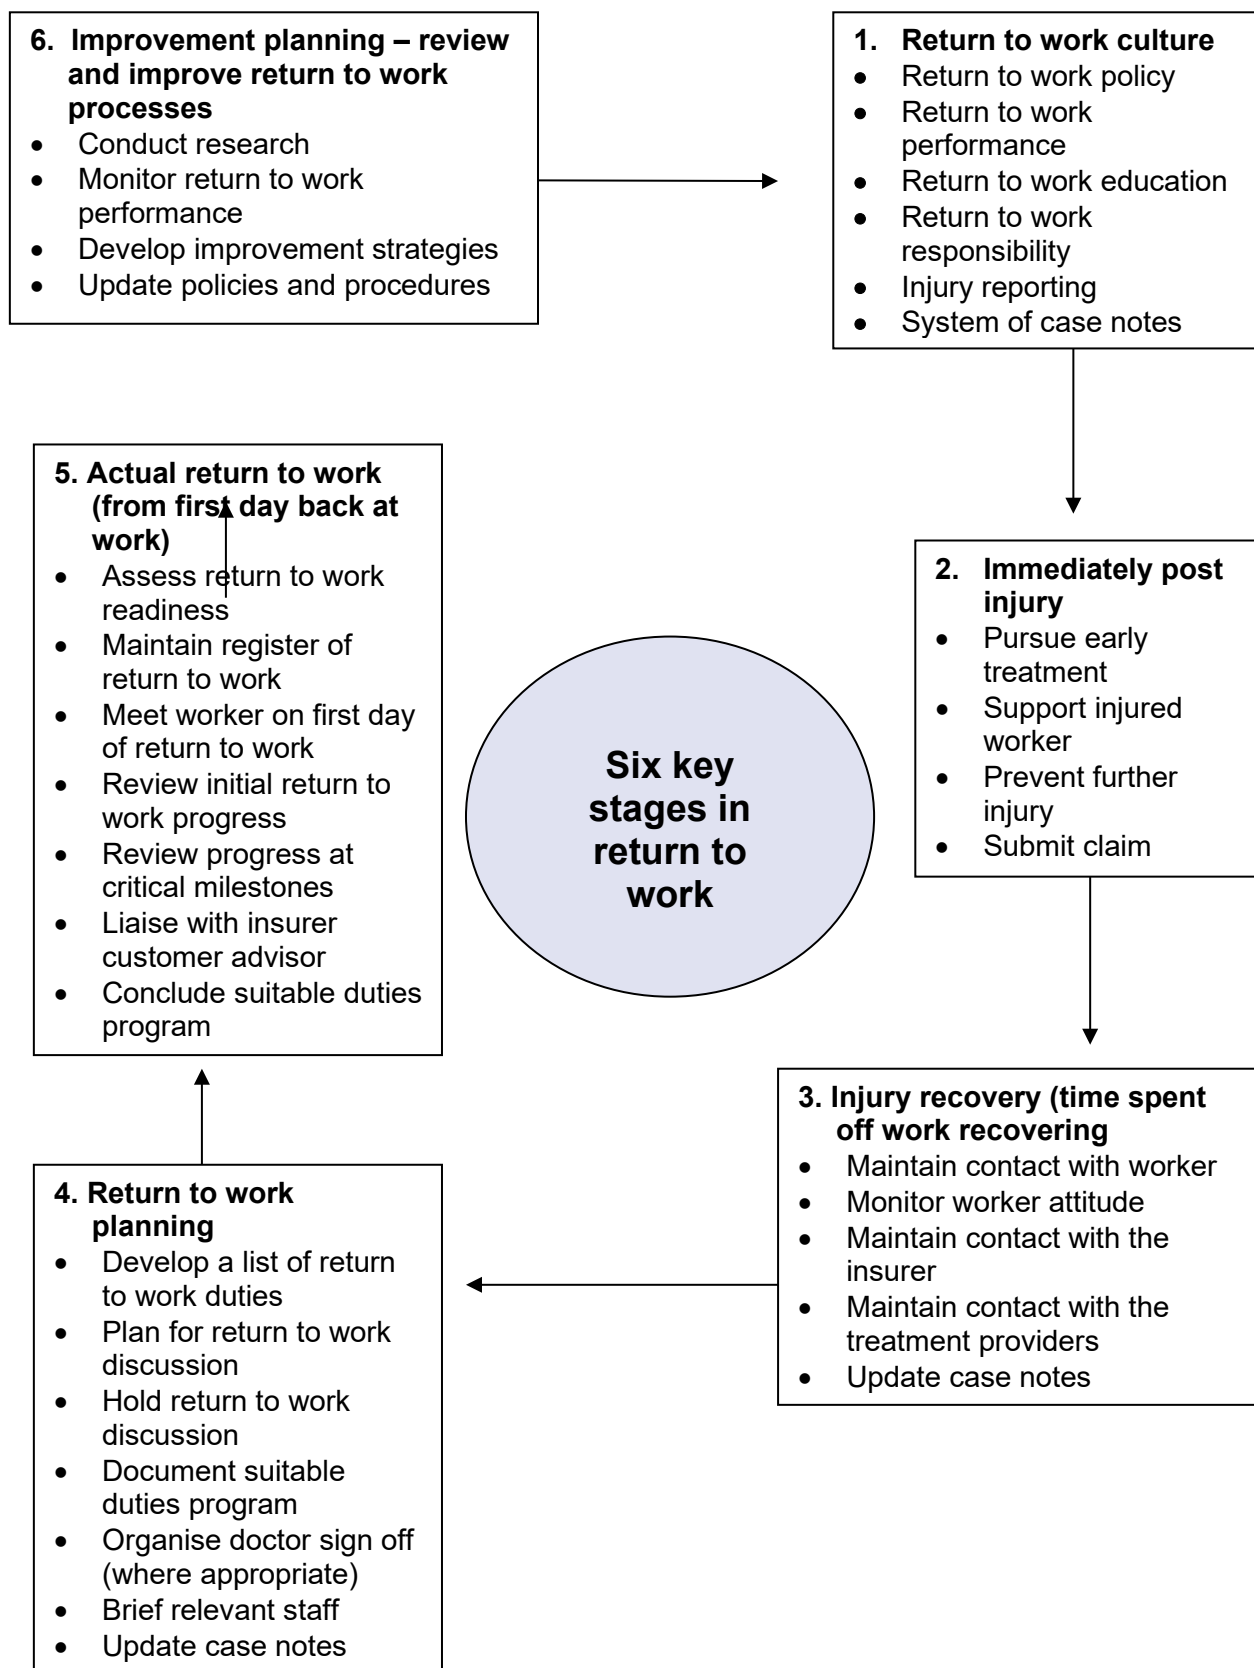 6. Improvement planning – review
and improve return to work
processes
• Conduct research
• Monitor return to work
performance
• Develop improvement strategies
• Update policies and procedures
1. Return to work culture
• Return to work policy
• Return to work
performance
• Return to work education
• Return to work
responsibility
• Injury reporting
• System of case notes
5. Actual return to work
(from first day back at
work)
• Assess return to work
readiness
• Maintain register of
return to work
• Meet worker on first day
of return to work
• Review initial return to
work progress
• Review progress at
critical milestones
• Liaise with insurer
customer advisor
• Conclude suitable duties
program
2. Immediately post
injury
• Pursue early
treatment
• Support injured
worker
• Prevent further
injury
• Submit claim
Six key
stages in
return to
work
3. Injury recovery (time spent
off work recovering
• Maintain contact with worker
• Monitor worker attitude
• Maintain contact with the
insurer
• Maintain contact with the
treatment providers
• Update case notes
4. Return to work
planning
• Develop a list of return
to work duties
• Plan for return to work
discussion
• Hold return to work
discussion
• Document suitable
duties program
• Organise doctor sign off
(where appropriate)
• Brief relevant staff
• Update case notes